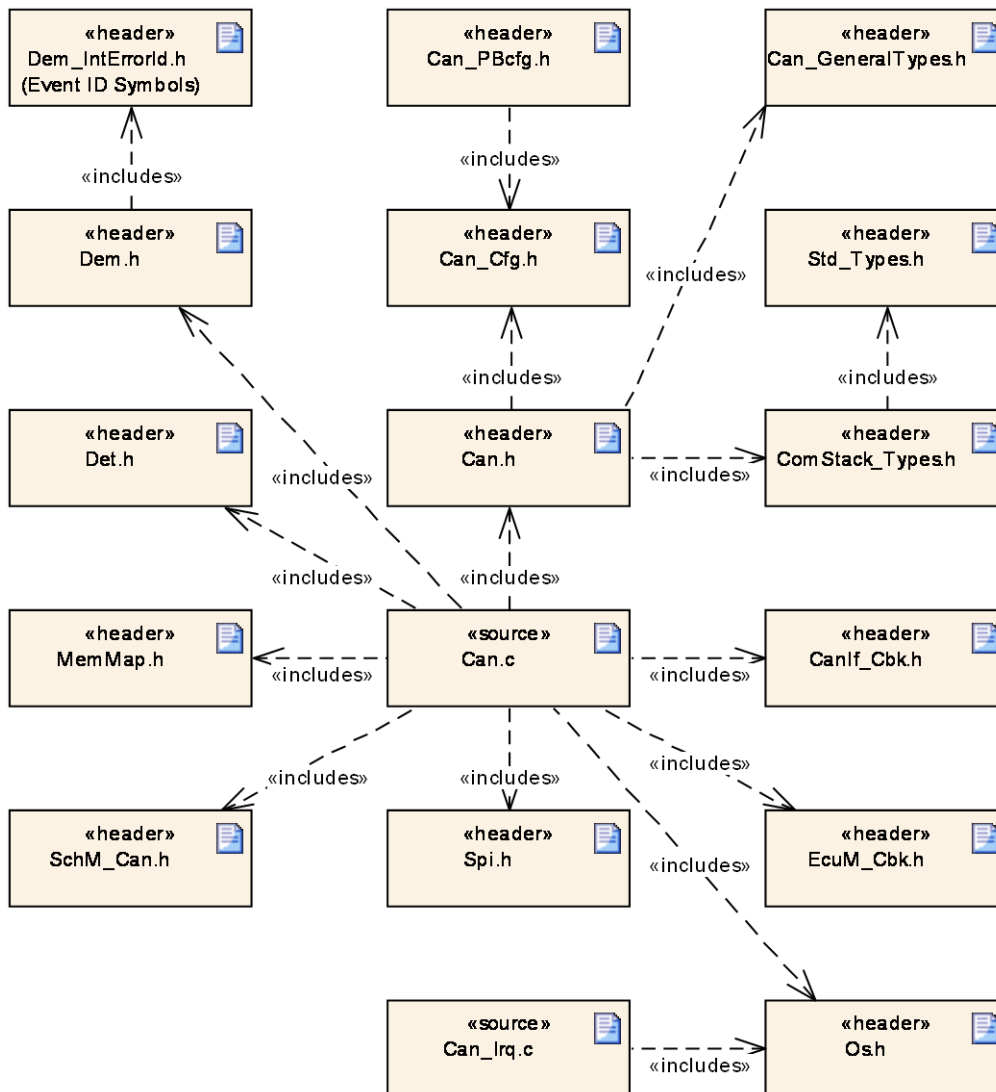 «header»
Dem_IntErrorId.h
(Event ID Symbols)
«header»
Can_PBcfg.h
«header»
Can_GeneralTypes.h
«includes»
«includes»
«header»
Dem.h
«header»
Can_Cfg.h
«header»
Std_Types.h
«includes»
«includes»
«includes»
«header»
Det.h
«header»
Can.h
«header»
ComStack_Types.h
«includes»
«includes»
«includes»
«includes»
«header»
MemMap.h
«source»
Can.c
«header»
CanIf_Cbk.h
«includes»
«includes»
«includes»
«includes»
«includes»
«header»
SchM_Can.h
«header»
Spi.h
«header»
EcuM_Cbk.h
«includes»
«source»
Can_Irq.c
«header»
Os.h
«includes»